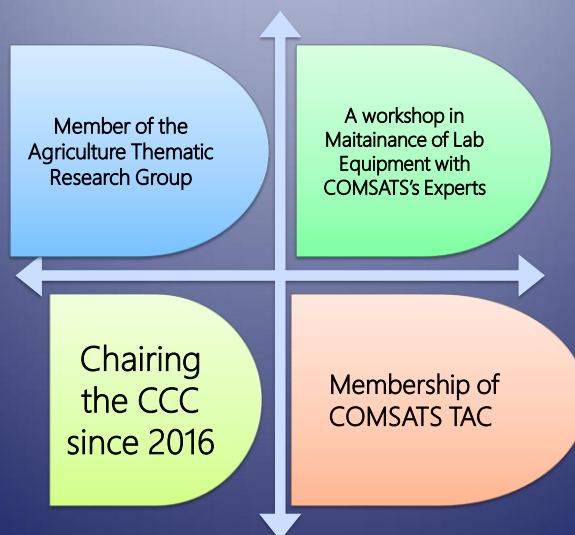 Member of the
Agriculture Thematic
Research Group
A workshop in
Maitainance of Lab
Equipment with
COMSATS's Experts
Chairing
the CCC
since 2016
Membership of
COMSATS TAC